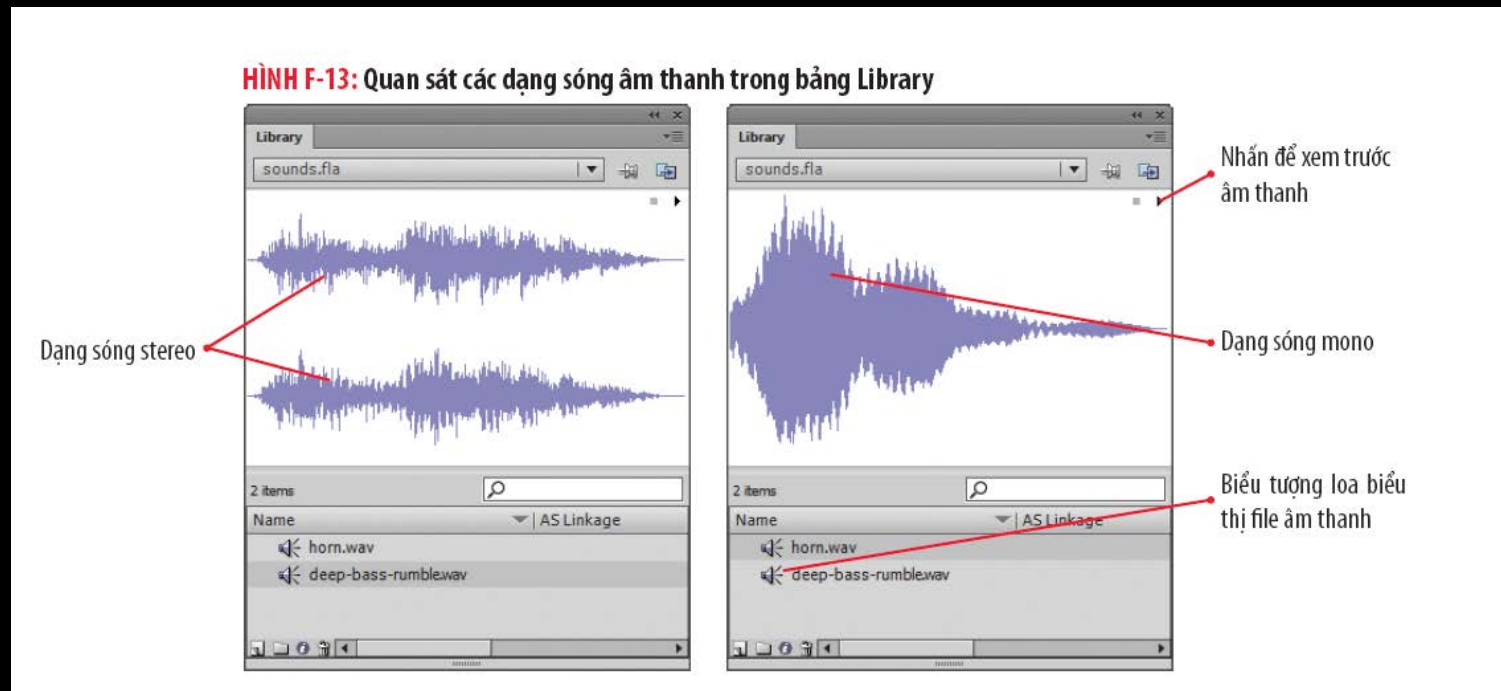 HÌNH F-13: Quan sát các dạng sóng âm thanh trong bảng Library
Library
sounds.fla
Dạng sóng stereo
2 items
Name
AS Linkage
horn.wav
deep-bass-rumble.wav
Library
sounds.fla
Nhấn để xem trước
âm thanh
Dạng sóng mono
2 items
Name
AS Linkage
horn.wav
deep-bass-rumble.wav
Biểu tượng loa biểu
thị file âm thanh